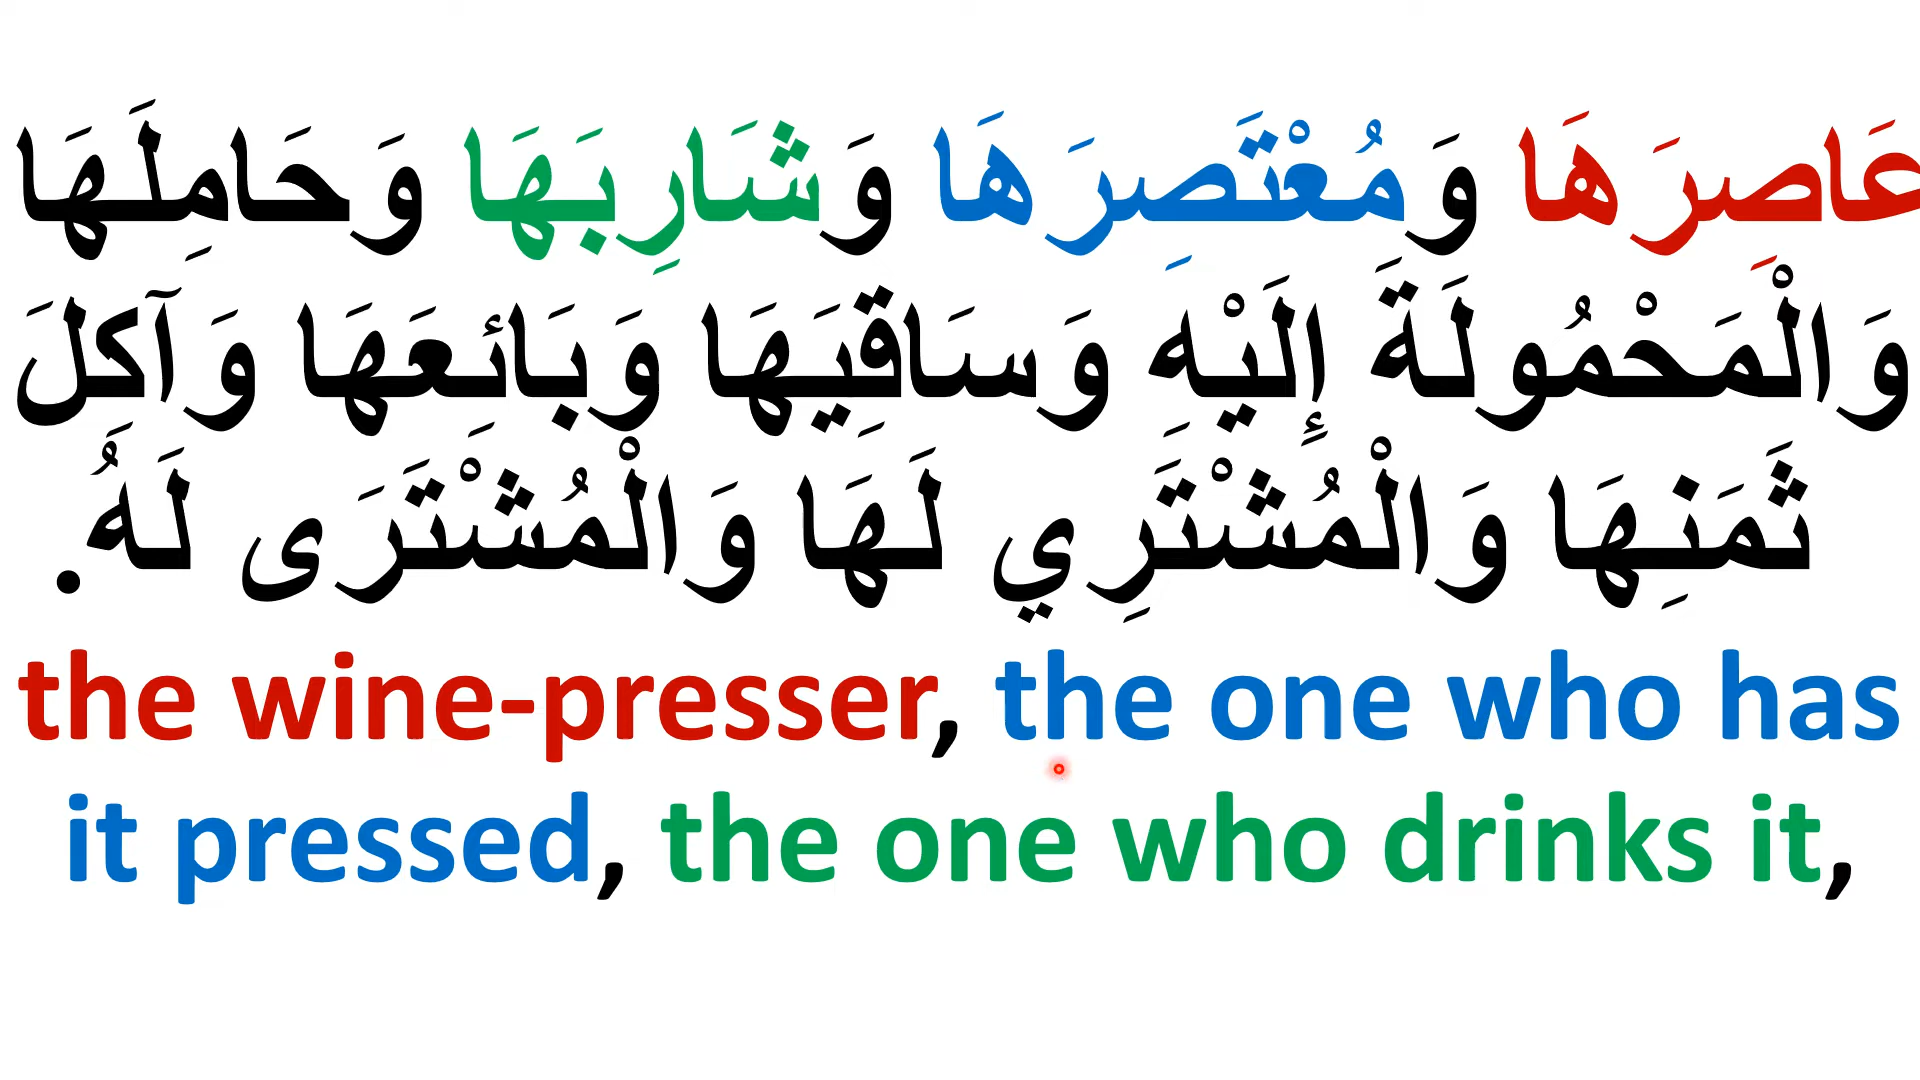 عَاصِرَهَا وَمُعْتَصِرَهَا وَشَارِبَهَا وَحَامِلَهَا
وَالْمَحْمُولَةَ إِلَيْهِ وَسَاقِيَهَا وَبَائِعَهَا وَآكلَ
ثَمَنِهَا وَالْمُشْتَرِي لَهَا وَالْمُشْتَرَى لَهُ.
the wine-presser, the one who has
it pressed, the one who drinks it,